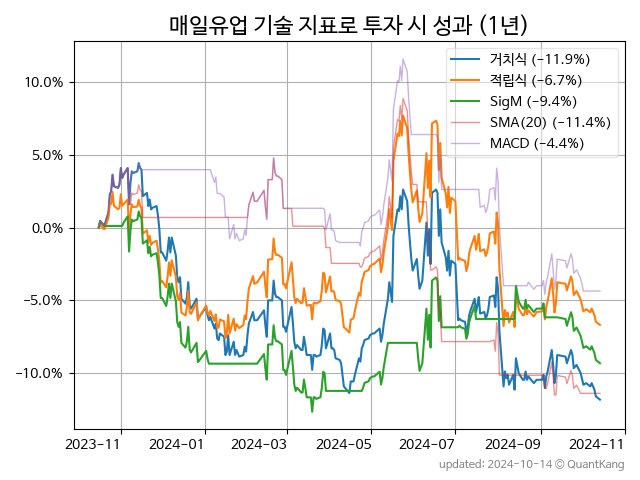 매일유업 기술 지표로 투자 시 성과 (1년)
거치식 (−11.9%)
적립식 (−6.7%)
SigM (−9.4%)
SMA(20) (−11.4%)
MACD (−4.4%)
10.0%
5.0%
0.0%
−5.0%
−10.0%
2023-11 2024-01 2024-03 2024-05 2024-07 2024-09 2024-11
updated: 2024-10-14 © QuantKang